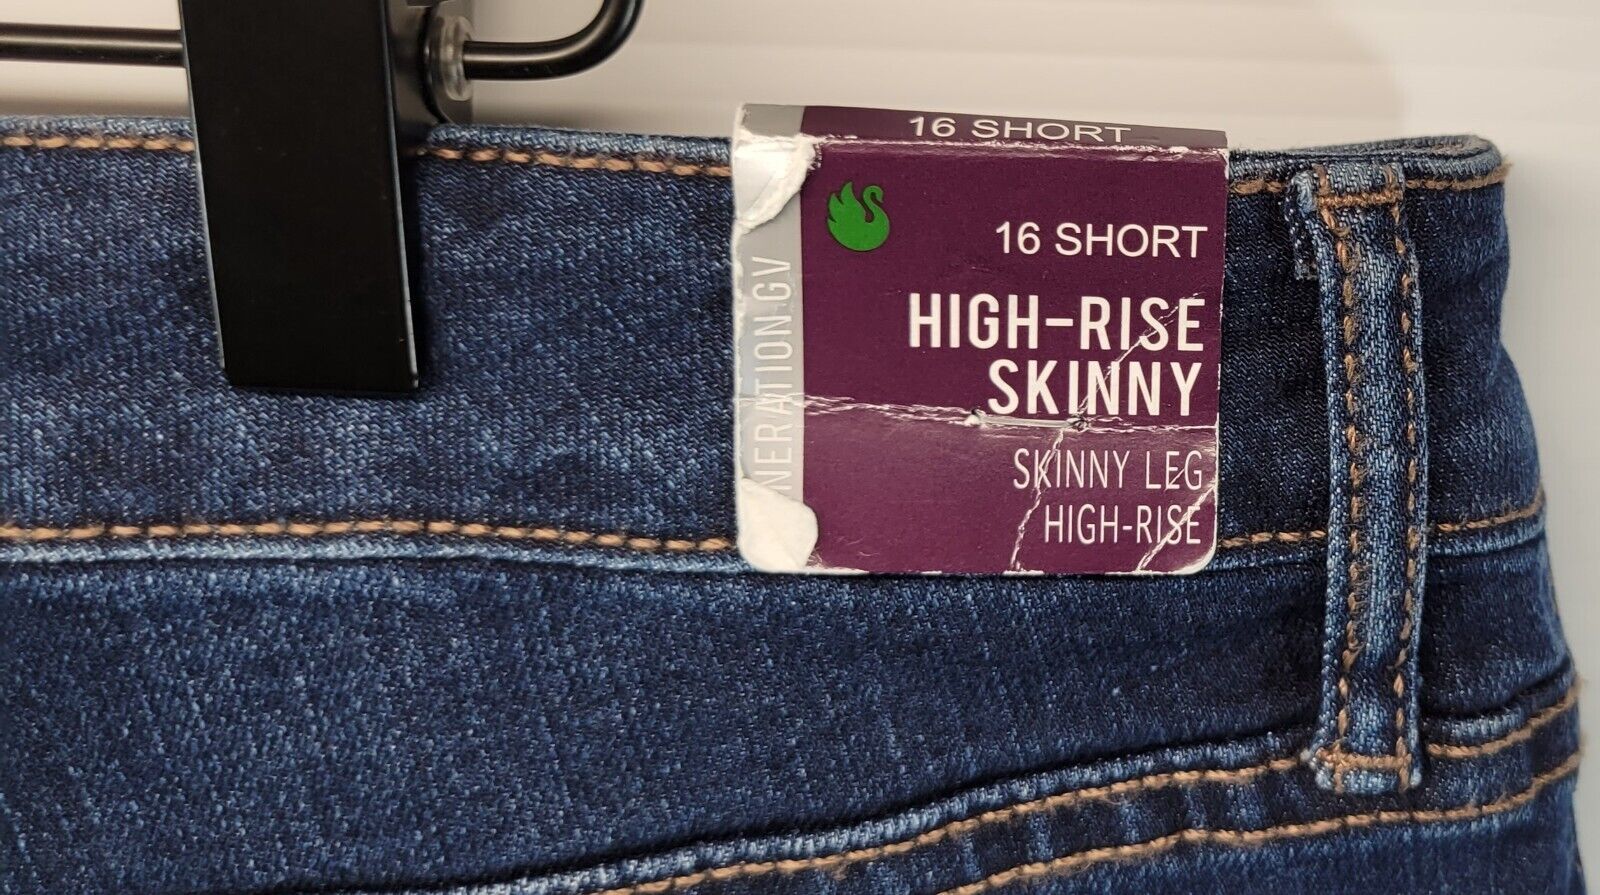 16 SHORT
16 SHORT
HIGH-RISE
SKINNY
SKINNY LEG
HIGH-RISE
NERATION GV